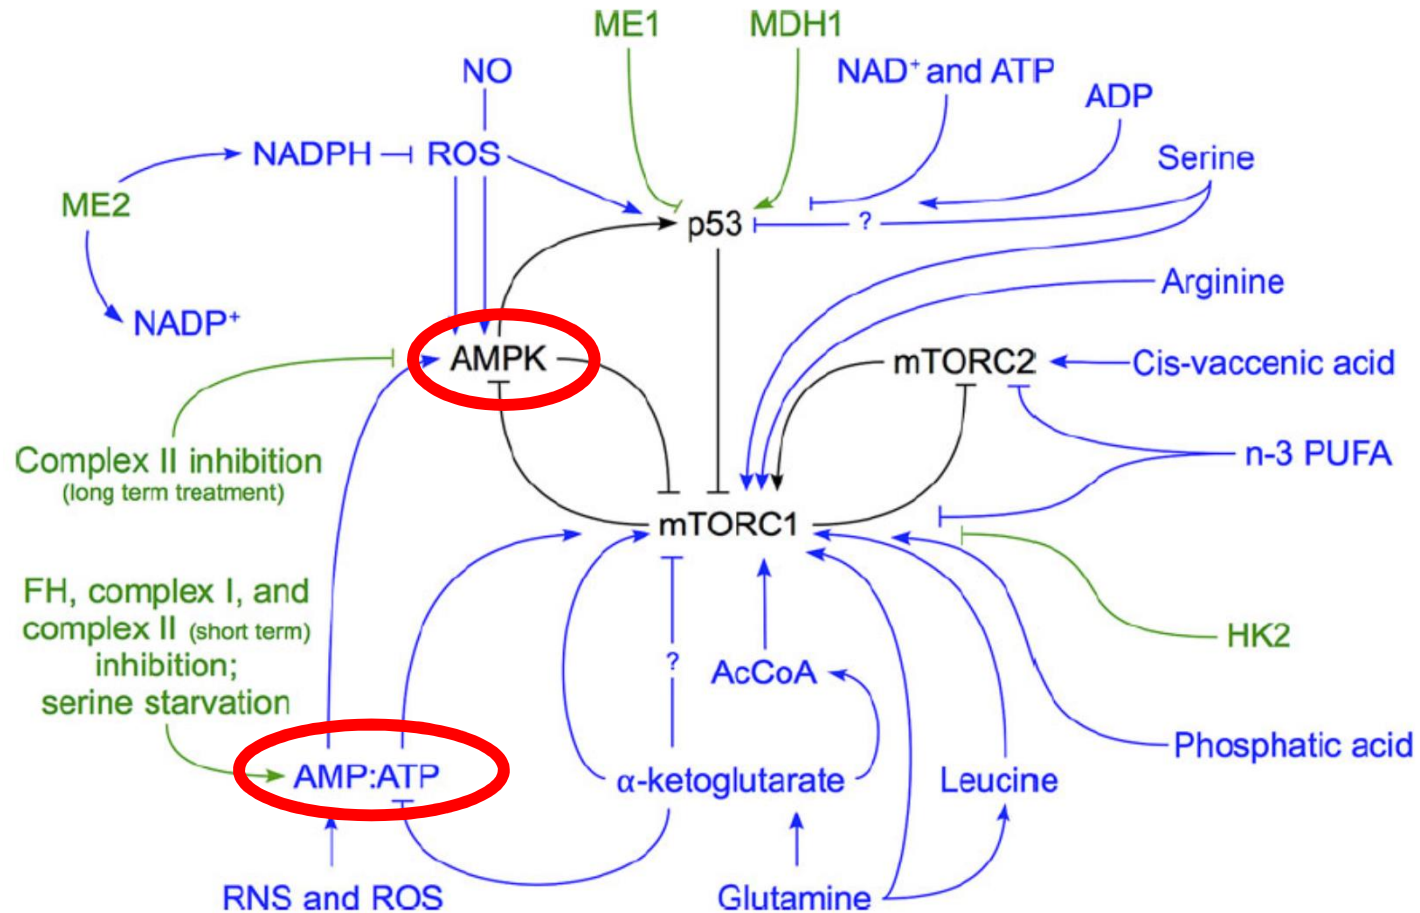 ME1
MDH1
NO
NAD⁺ and ATP
ADP
NADPH
ROS
Serine
ME2
p53
?
Arginine
NADP⁺
AMPK
mTORC2
Cis-vaccenic acid
Complex II inhibition
(long term treatment)
n-3 PUFA
mTORC1
FH, complex I, and
complex II (short term)
inhibition;
serine starvation
HK2
?
AcCoA
Phosphatic acid
AMP:ATP
α-ketoglutarate
Leucine
RNS and ROS
Glutamine